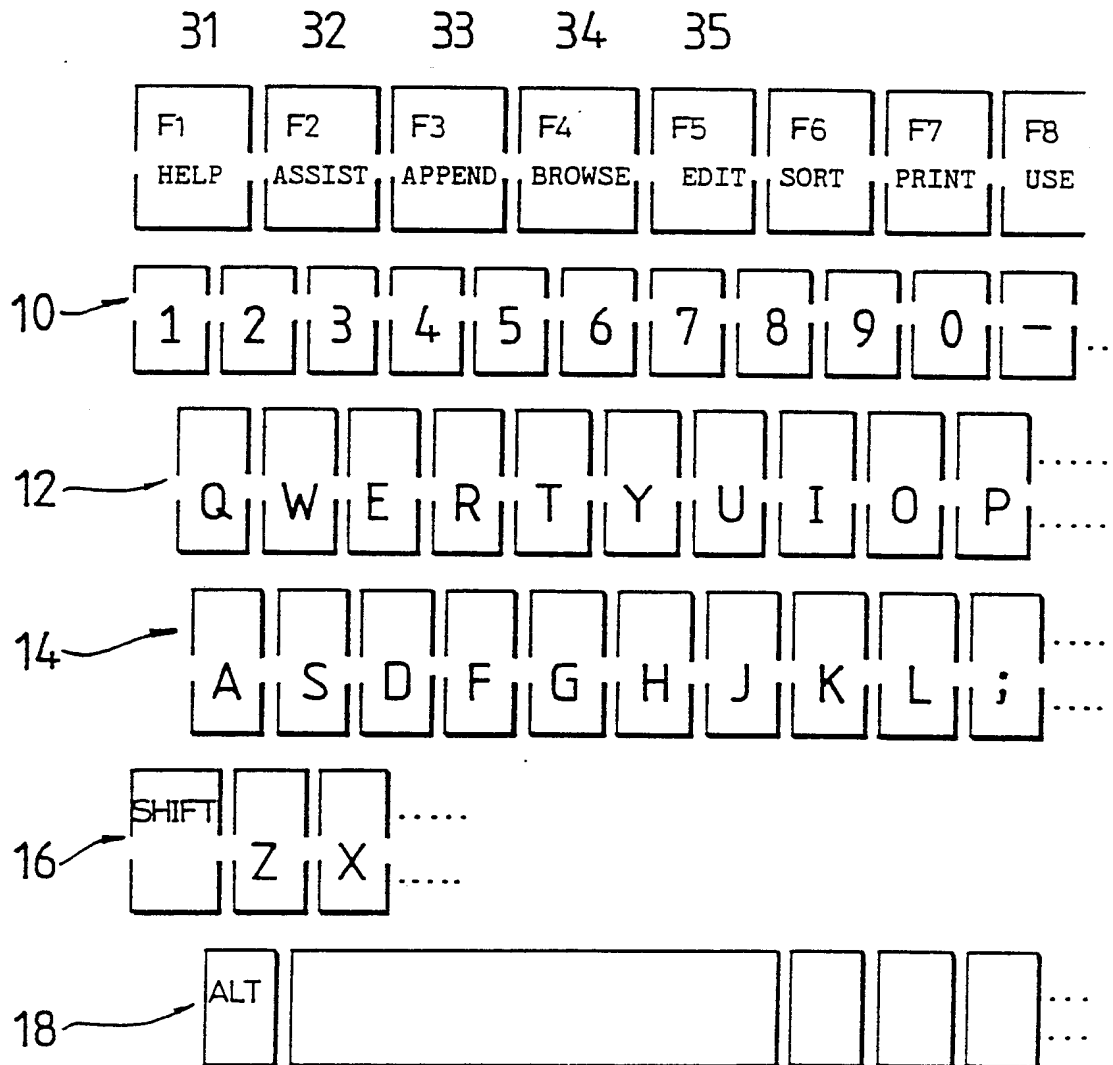 31 32 33 34 35
F1 F2 F3 F4 F5 F6 F7 F8
HELP ASSIST APPEND BROWSE EDIT SORT PRINT USE
10 1 2 3 4 5 6 7 8 9 0 - ..
12 Q W E R T Y U I O P .....
.....
14 A S D F G H J K L ; ....
....
SHIFT .....
16 Z X .....
ALT ...
18 ...